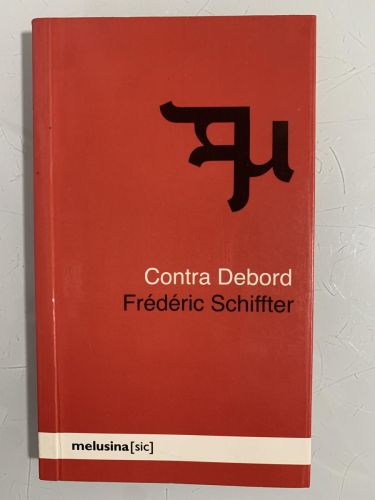 Contra Debord
Frédéric Schiffter
melusina[sic]